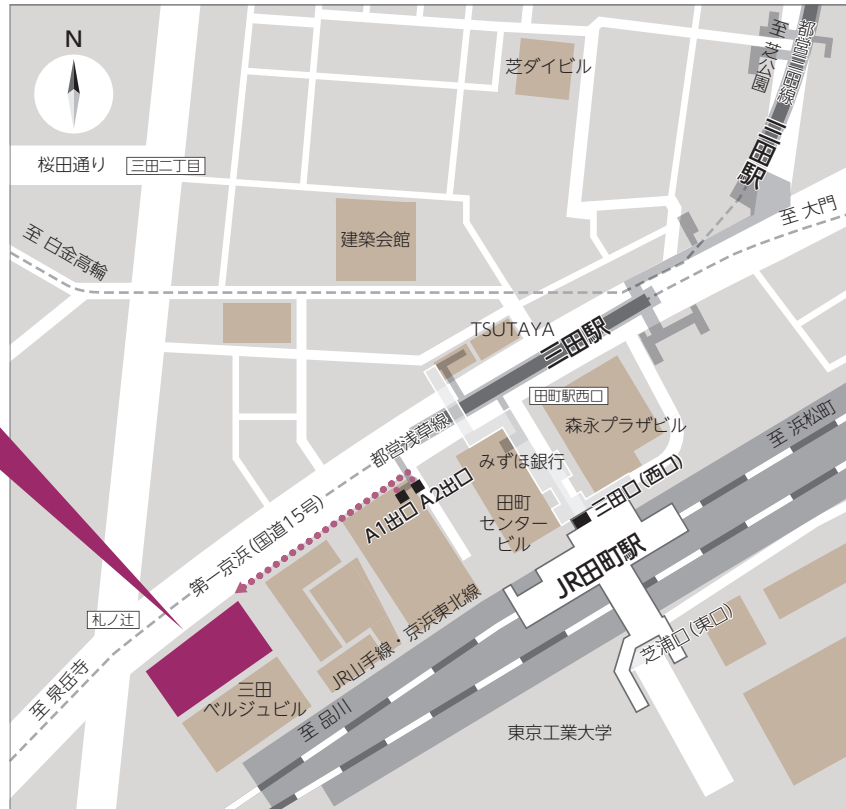 N
芝ダイビル
至 芝公園
都営三田線
三田駅
桜田通り
三田二丁目
至 大門
至 白金高輪
建築会館
TSUTAYA
三田駅
田町駅西口
森永プラザビル
至 浜松町
都営浅草線
みずほ銀行
三田口(西口)
田町
センター
ビル
A1出口
A2出口
第一京浜(国道15号)
JR田町駅
札ノ辻
JR山手線・京浜東北線
芝浦口(東口)
至 泉岳寺
三田
ベルジュビル
至 品川
東京工業大学